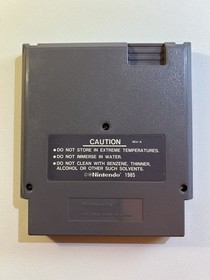 CAUTION
• DO NOT STORE IN EXTREME TEMPERATURES.
• DO NOT IMMERSE IN WATER.
• DO NOT CLEAN WITH BENZENE, THINNER,
ALCOHOL OR OTHER SUCH SOLVENTS.
©Nintendo 1985